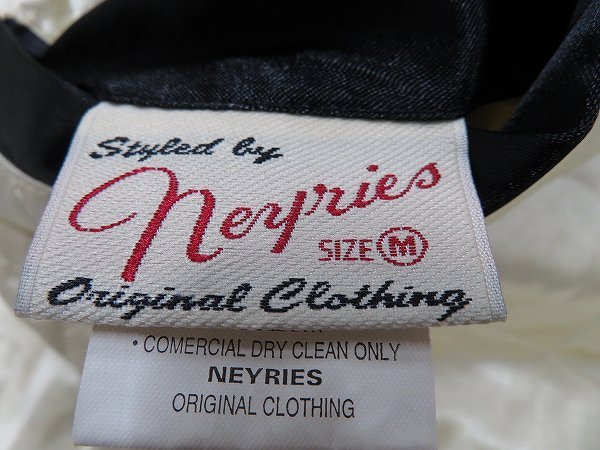 Styled by
Neyries
SIZE M
Original Clothing
• COMERCIAL DRY CLEAN ONLY
NEYRIES
ORIGINAL CLOTHING